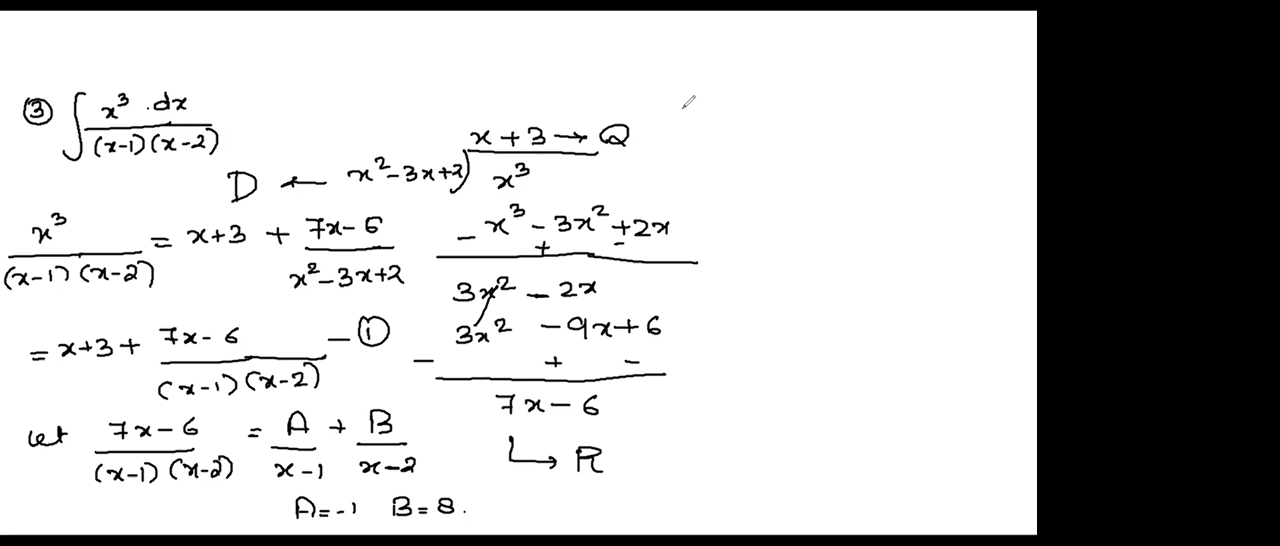 ③ ∫ x³ .dx / (x-1)(x-2)
x+3 → Q
D ← x²-3x+2) x³
x³ / (x-1)(x-2) = x+3 + 7x-6 / x²-3x+2
- x³ - 3x² + 2x
+ -
3x² - 2x
= x+3 + 7x-6 / (x-1)(x-2) - ①
3x² - 9x + 6
- + -
7x - 6
Let 7x-6 / (x-1)(x-2) = A / x-1 + B / x-2
↳ R
A = -1 B = 8.